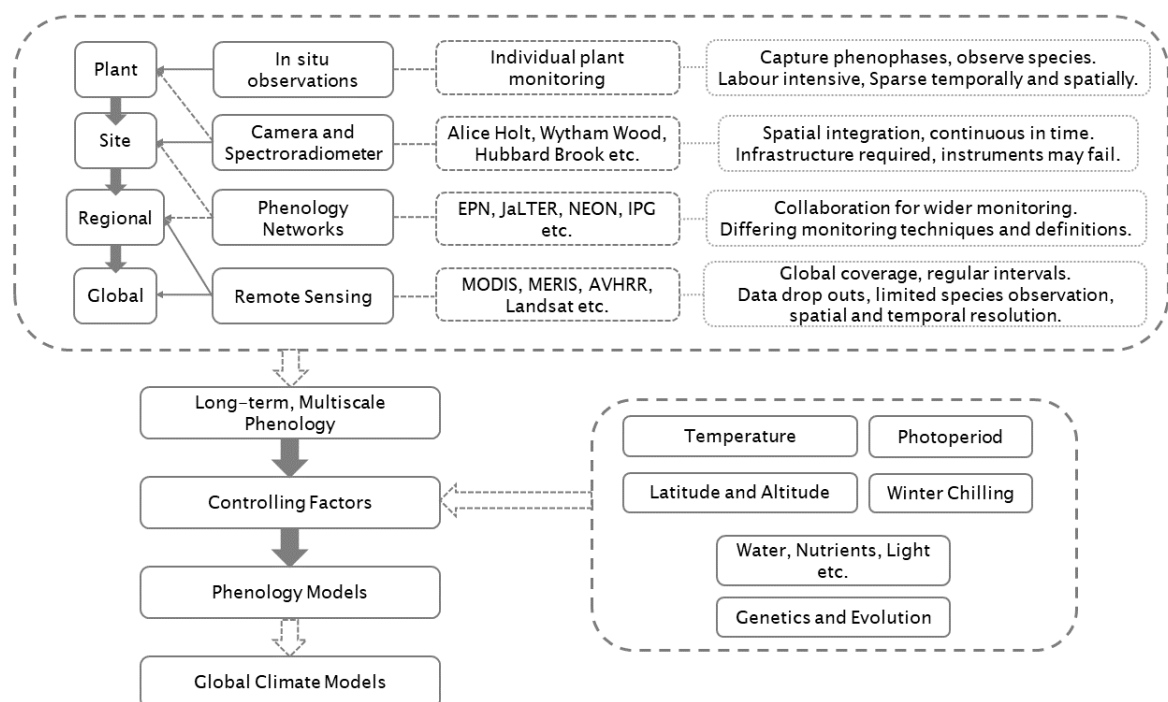 Plant
In situ
observations
Individual plant
monitoring
Capture phenophases, observe species.
Labour intensive, Sparse temporally and spatially.
Site
Camera and
Spectroradiometer
Alice Holt, Wytham Wood,
Hubbard Brook etc.
Spatial integration, continuous in time.
Infrastructure required, instruments may fail.
Regional
Phenology
Networks
EPN, JaLTER, NEON, IPG
etc.
Collaboration for wider monitoring.
Differing monitoring techniques and definitions.
Global
Remote Sensing
MODIS, MERIS, AVHRR,
Landsat etc.
Global coverage, regular intervals.
Data drop outs, limited species observation,
spatial and temporal resolution.
Long-term, Multiscale
Phenology
Controlling Factors
Phenology Models
Global Climate Models
Temperature
Photoperiod
Latitude and Altitude
Winter Chilling
Water, Nutrients, Light
etc.
Genetics and Evolution